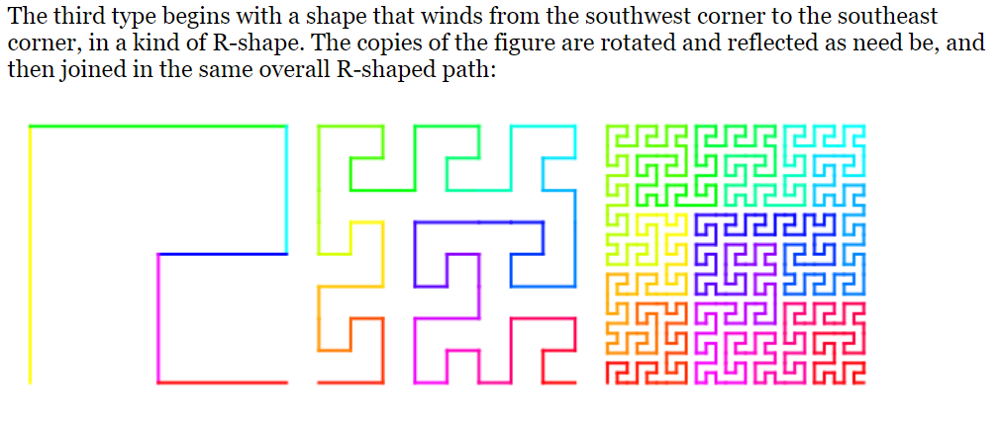 The third type begins with a shape that winds from the southwest corner to the southeast
corner, in a kind of R-shape. The copies of the figure are rotated and reflected as need be, and
then joined in the same overall R-shaped path: